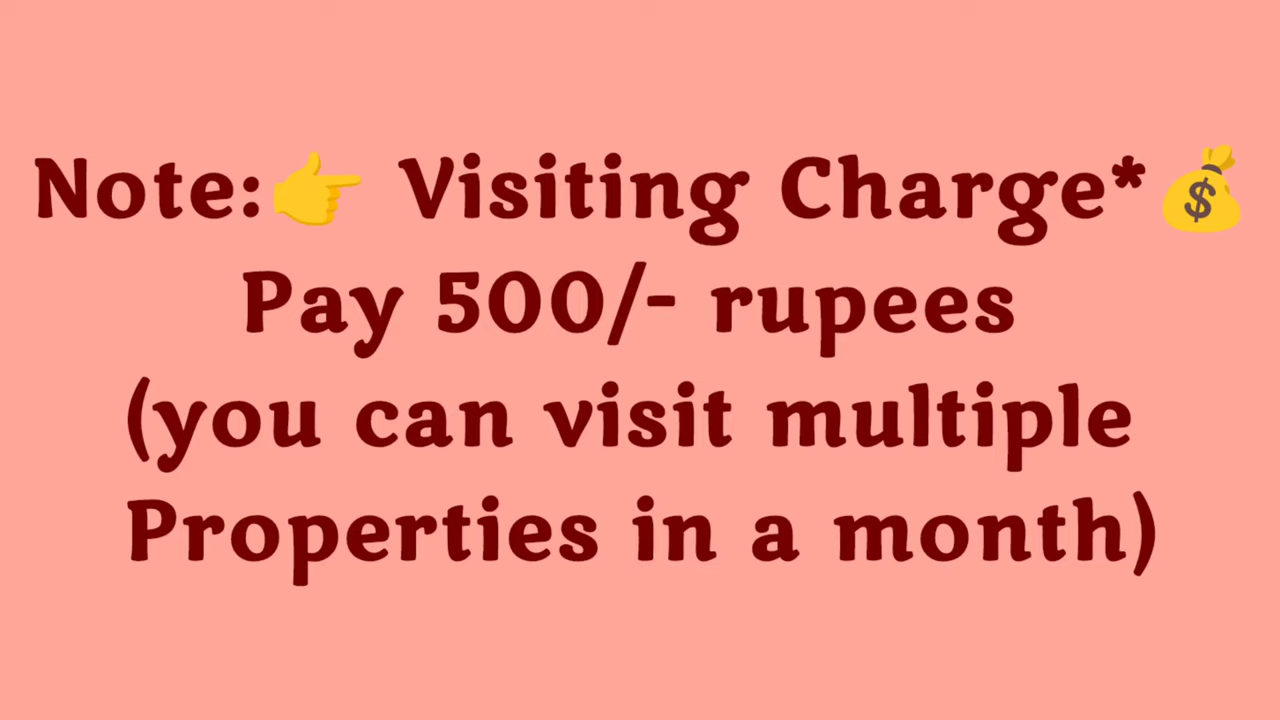 Note:👉 Visiting Charge*💰
Pay 500/- rupees
(you can visit multiple
Properties in a month)